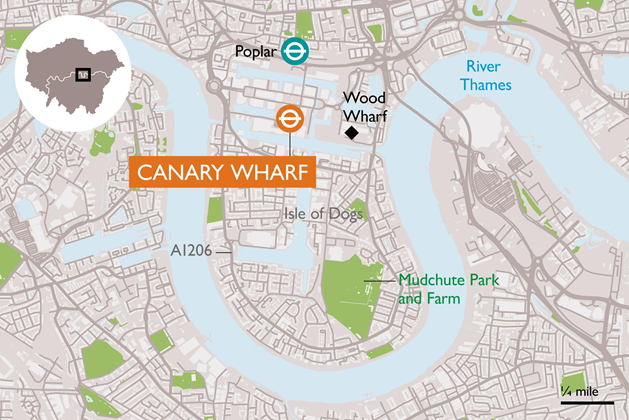 Poplar
River
Thames
Wood
Wharf
CANARY WHARF
Isle of Dogs
A1206
Mudchute Park
and Farm
¼ mile